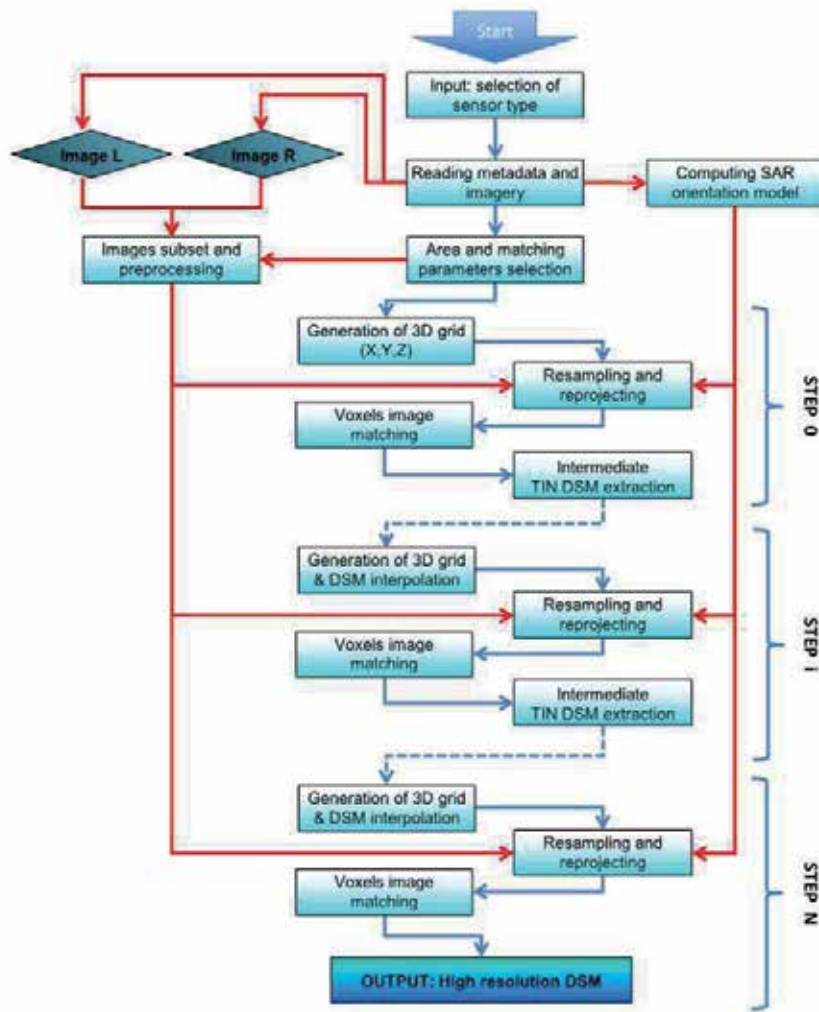 Start
Input: selection of
sensor type
Image L
Image R
Reading metadata and
imagery
Computing SAR
orientation model
Images subset and
preprocessing
Area and matching
parameters selection
Generation of 3D grid
(X,Y,Z)
Resampling and
reprojecting
Voxels image
matching
Intermediate
TIN DSM extraction
STEP 0
Generation of 3D grid
& DSM interpolation
Resampling and
reprojecting
Voxels image
matching
Intermediate
TIN DSM extraction
STEP i
Generation of 3D grid
& DSM interpolation
Resampling and
reprojecting
Voxels image
matching
STEP N
OUTPUT: High resolution DSM